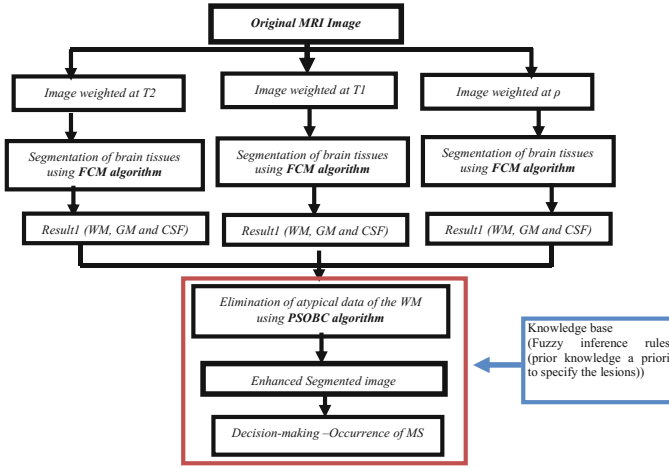 Original MRI Image
Image weighted at T2
Image weighted at T1
Image weighted at ρ
Segmentation of brain tissues
using FCM algorithm
Segmentation of brain tissues
using FCM algorithm
Segmentation of brain tissues
using FCM algorithm
Result1 (WM, GM and CSF)
Result1 (WM, GM and CSF)
Result1 (WM, GM and CSF)
Elimination of atypical data of the WM
using PSOBC algorithm
Enhanced Segmented image
Decision-making –Occurrence of MS
Knowledge base
(Fuzzy inference rules
(prior knowledge a priori
to specify the lesions))